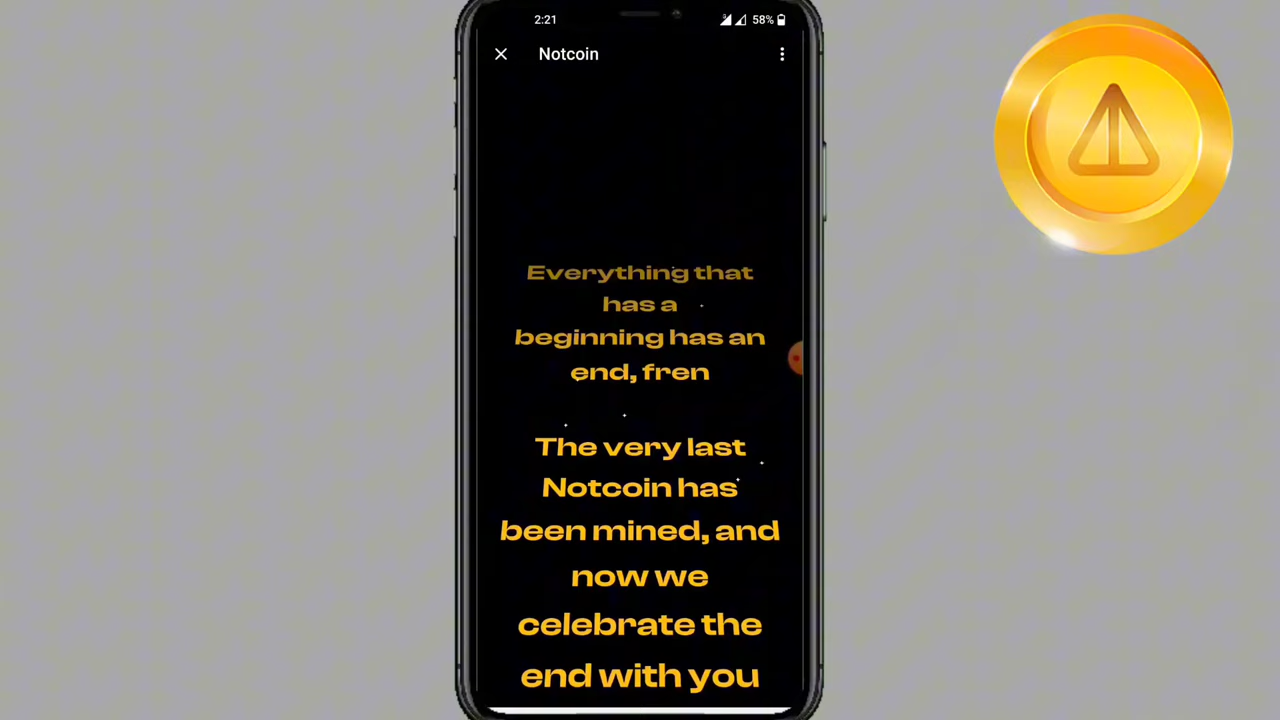 2:21
58%
Notcoin
Everything that
has a
beginning has an
end, fren
The very last
Notcoin has
been mined, and
now we
celebrate the
end with you